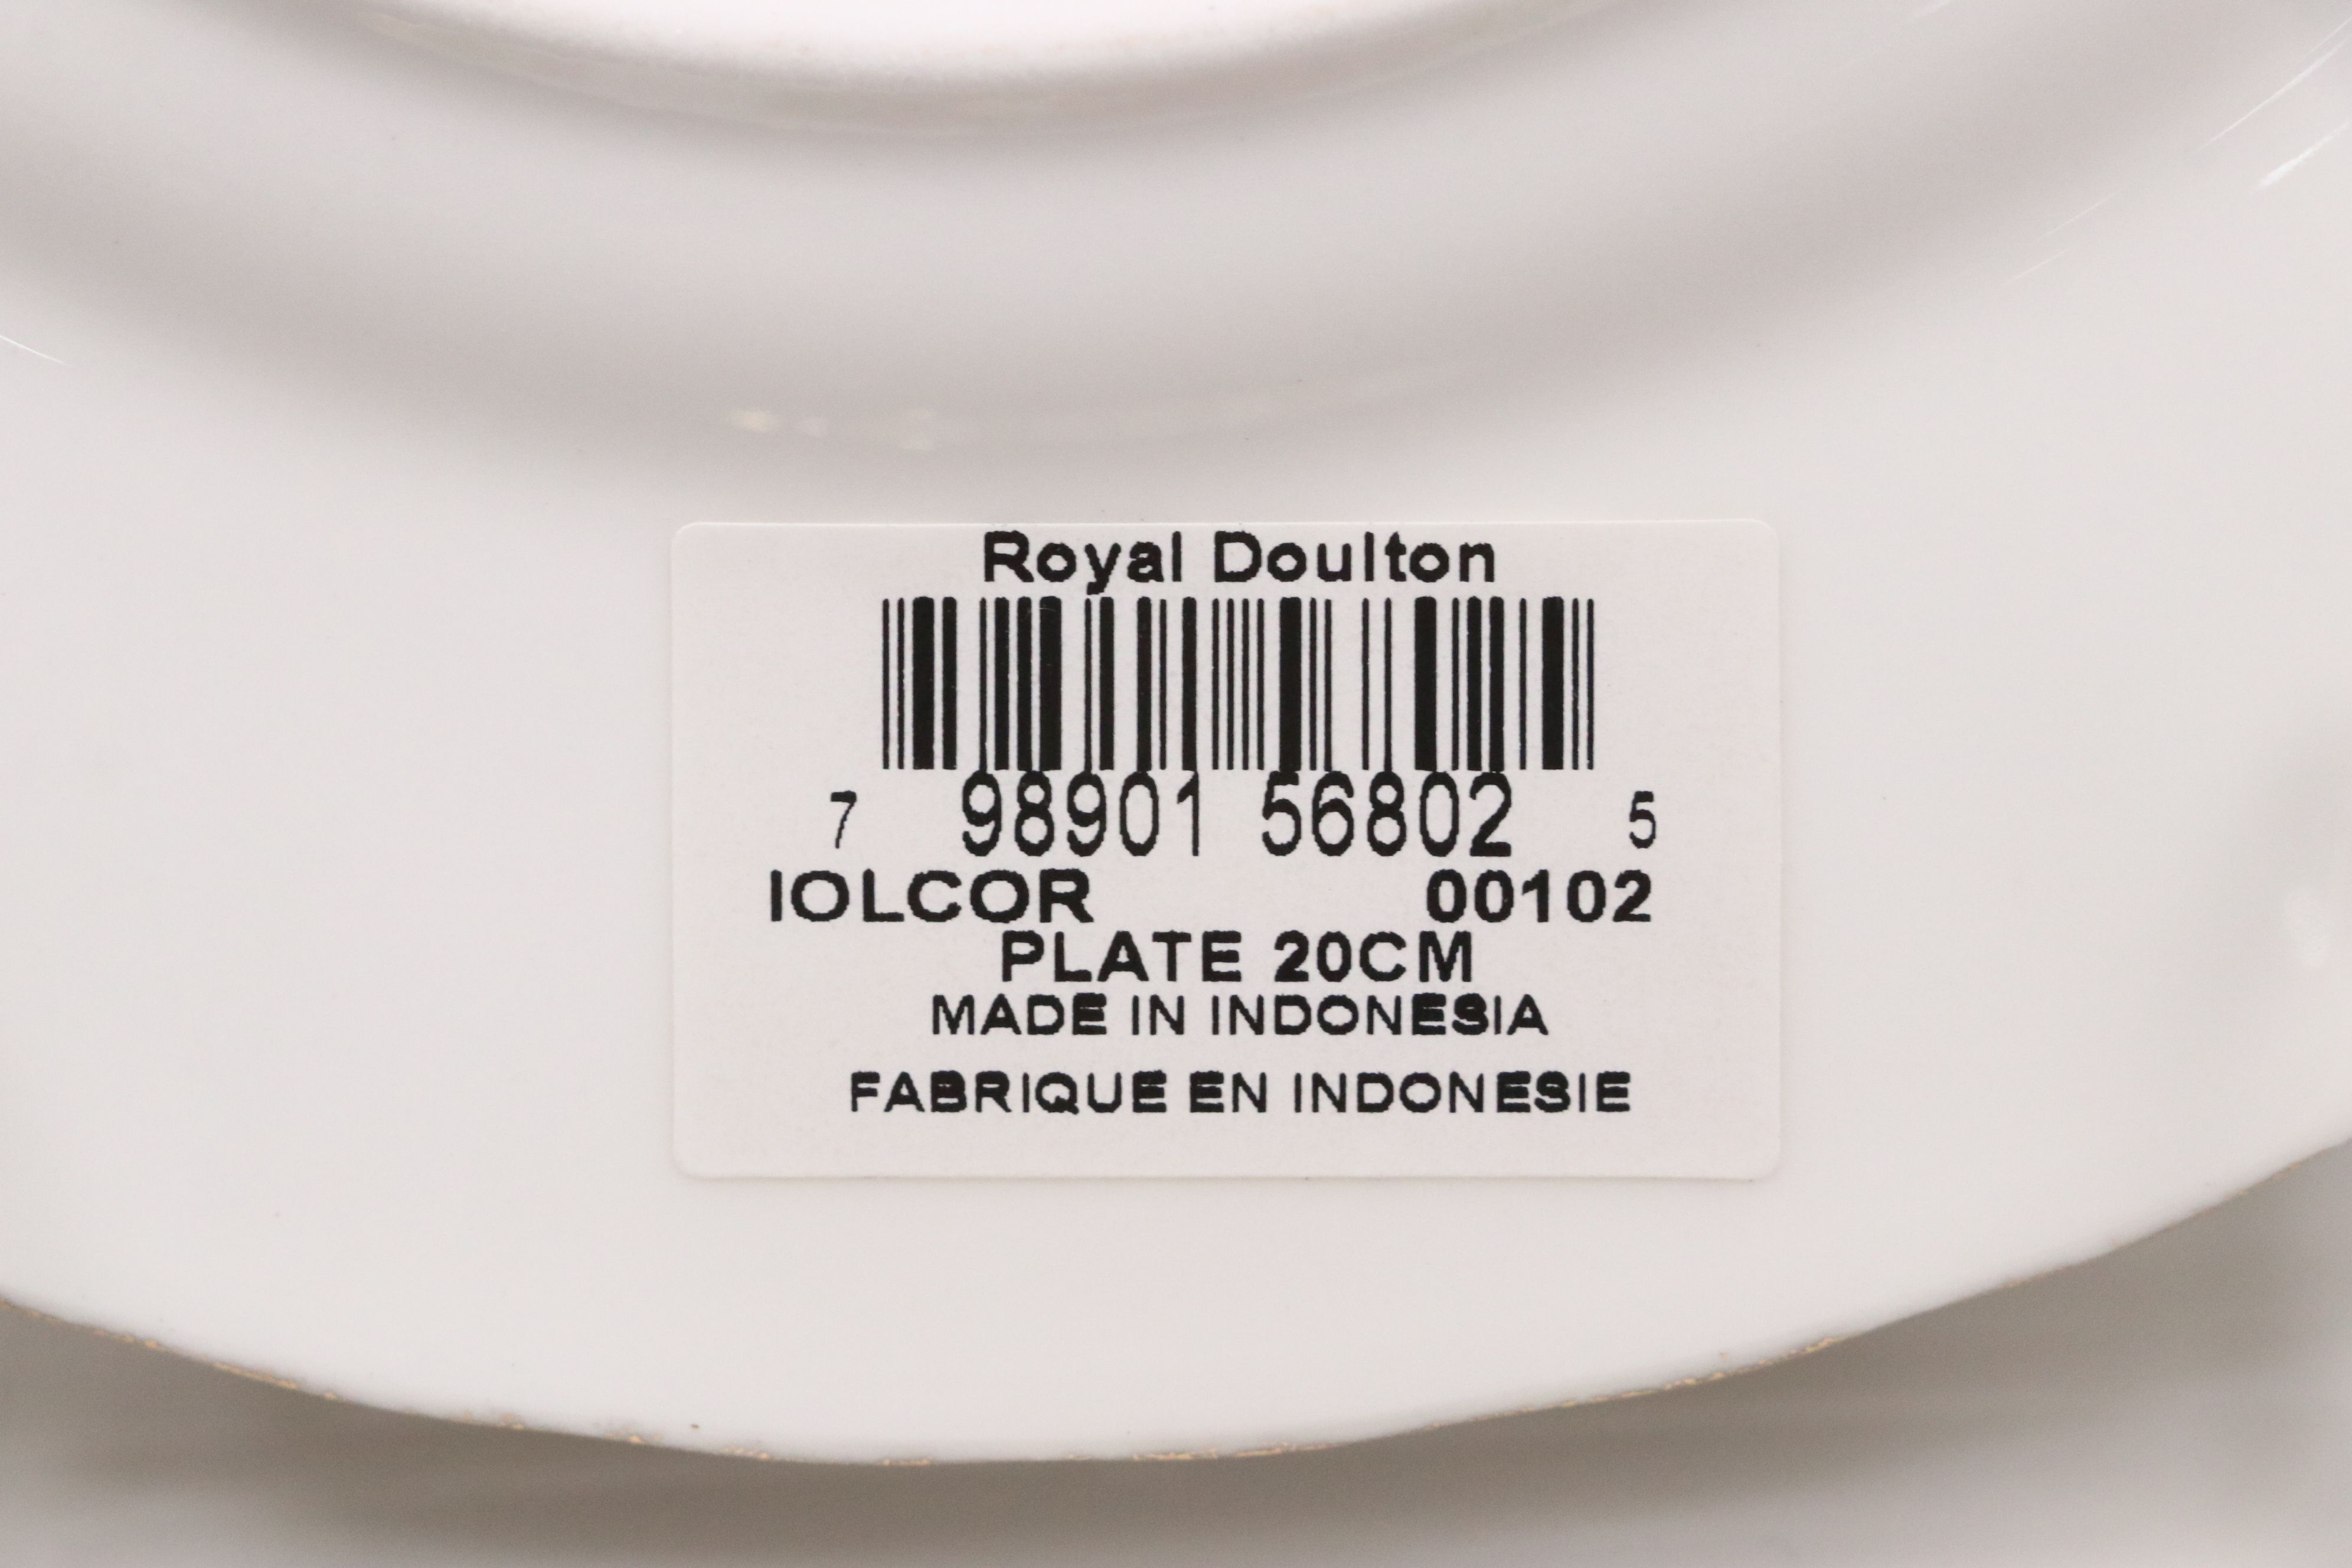 Royal Doulton
7 98901 56802 5
IOLCOR 00102
PLATE 20CM
MADE IN INDONESIA
FABRIQUE EN INDONESIE